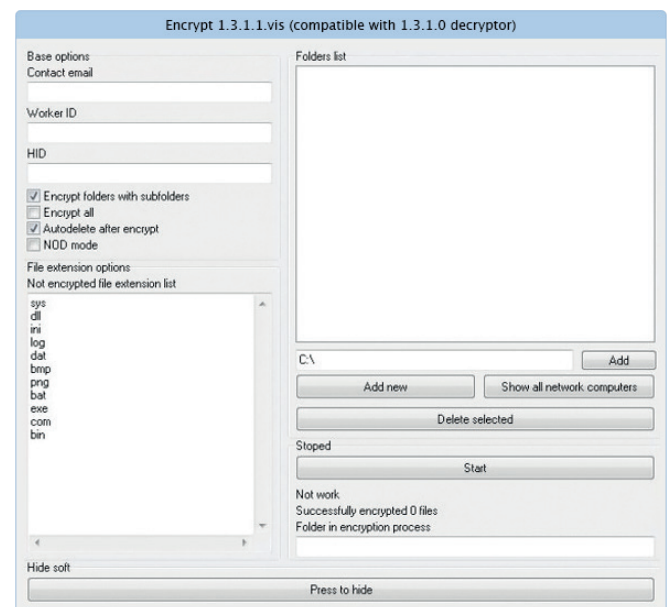 Encrypt 1.3.1.1.vis (compatible with 1.3.1.0 decryptor)
Base options
Contact email
Worker ID
HID
Encrypt folders with subfolders
Encrypt all
Autodelete after encrypt
NOD mode
File extension options
Not encrypted file extension list
sys
dll
ini
log
dat
bmp
png
bat
exe
com
bin
Folders list
C:\
Add
Add new
Show all network computers
Delete selected
Stoped
Start
Not work
Successfully encrypted 0 files
Folder in encryption process
Hide soft
Press to hide